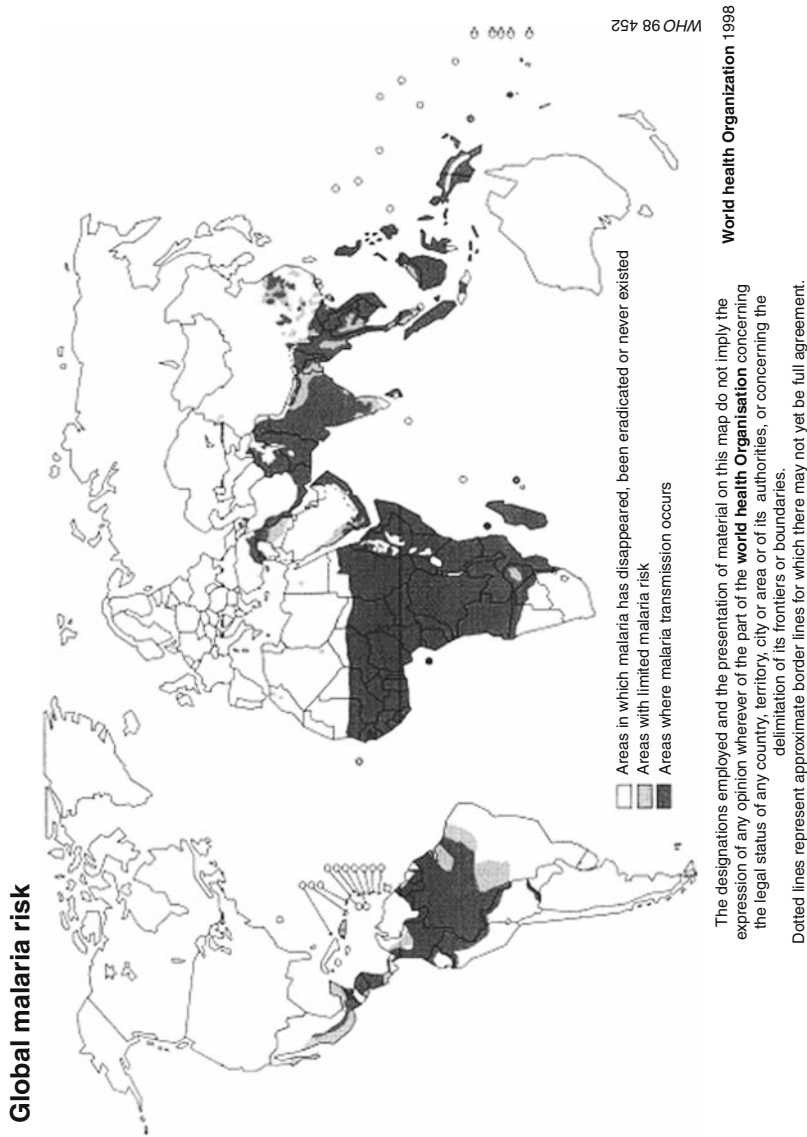 Global malaria risk
Areas in which malaria has disappeared, been eradicated or never existed
Areas with limited malaria risk
Areas where malaria transmission occurs
WHO 98 452
The designations employed and the presentation of material on this map do not imply the
expression of any opinion wherever of the part of the world health Organisation concerning
the legal status of any country, territory, city or area or of its authorities, or concerning the
delimitation of its frontiers or boundaries.
Dotted lines represent approximate border lines for which there may not yet be full agreement.
World health Organization 1998